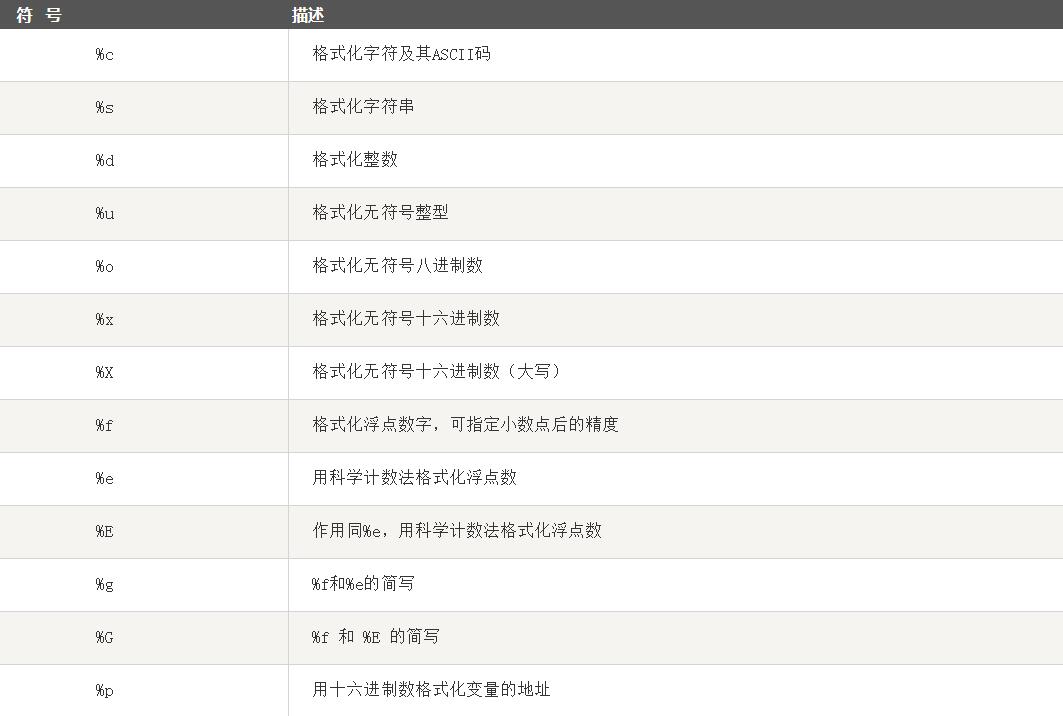 符 号 描述
%c 格式化字符及其ASCII码
%s 格式化字符串
%d 格式化整数
%u 格式化无符号整型
%o 格式化无符号八进制数
%x 格式化无符号十六进制数
%X 格式化无符号十六进制数（大写）
%f 格式化浮点数字，可指定小数点后的精度
%e 用科学计数法格式化浮点数
%E 作用同%e，用科学计数法格式化浮点数
%g %f和%e的简写
%G %f 和 %E 的简写
%p 用十六进制数格式化变量的地址